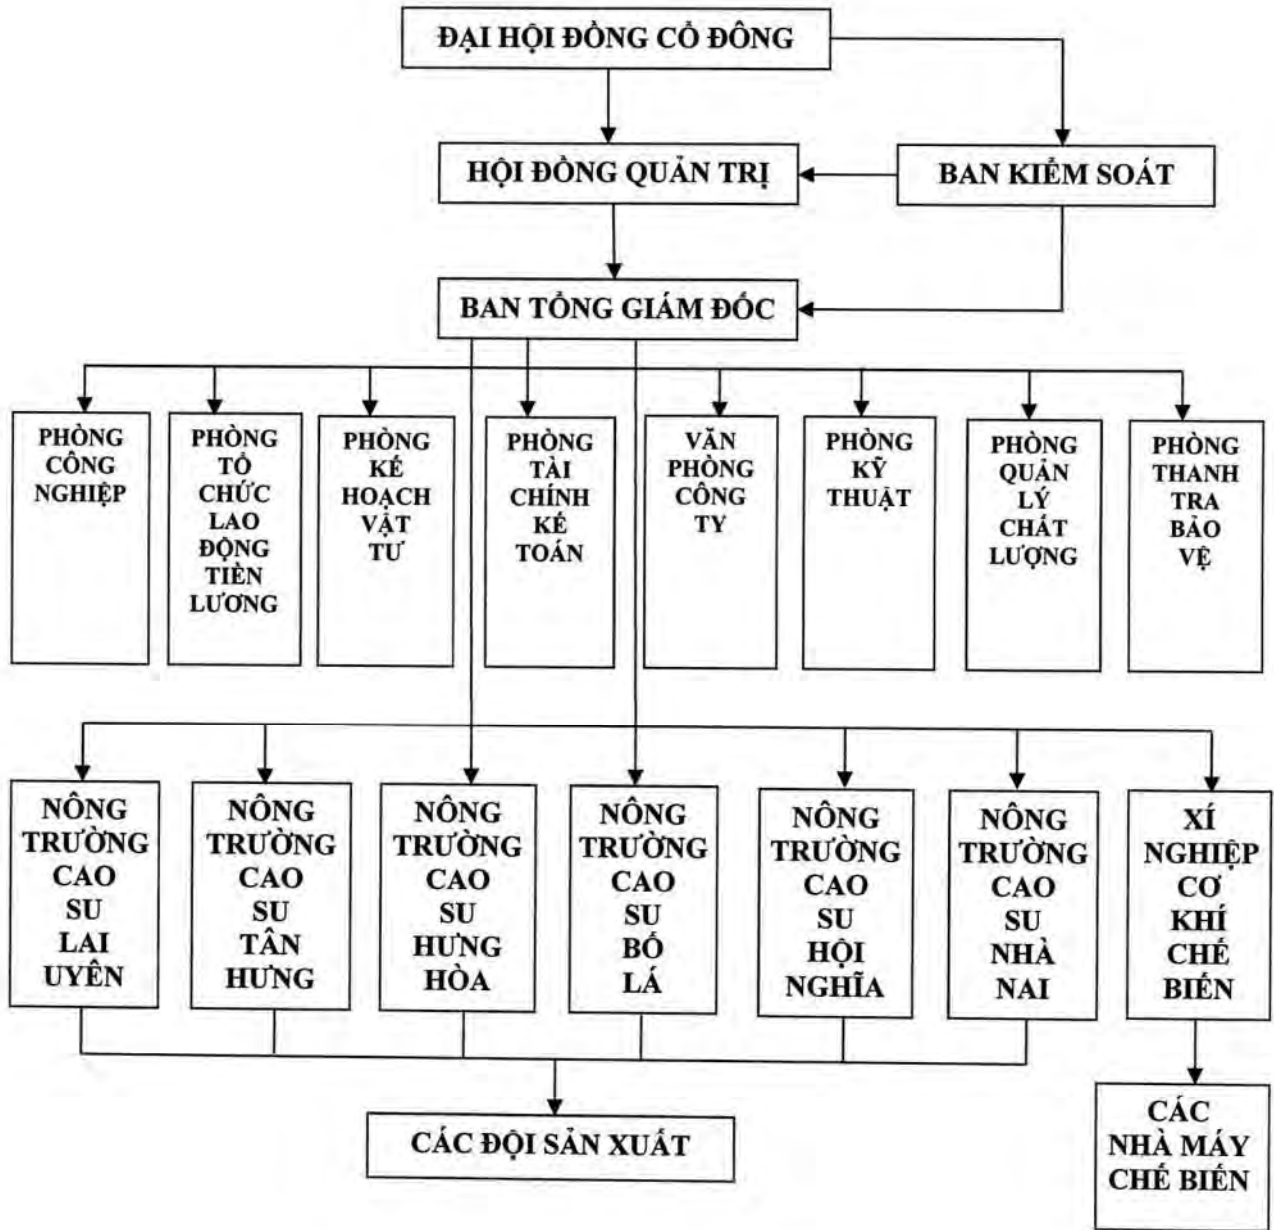 ĐẠI HỘI ĐỒNG CỔ ĐÔNG
HỘI ĐỒNG QUẢN TRỊ
BAN KIỂM SOÁT
BAN TỔNG GIÁM ĐỐC
PHÒNG
CÔNG
NGHIỆP
PHÒNG
TỔ
CHỨC
LAO
ĐỘNG
TIỀN
LƯƠNG
PHÒNG
KẾ
HOẠCH
VẬT
TƯ
PHÒNG
TÀI
CHÍNH
KẾ
TOÁN
VĂN
PHÒNG
CÔNG
TY
PHÒNG
KỸ
THUẬT
PHÒNG
QUẢN
LÝ
CHẤT
LƯỢNG
PHÒNG
THANH
TRA
BẢO
VỆ
NÔNG
TRƯỜNG
CAO
SU
LAI
UYÊN
NÔNG
TRƯỜNG
CAO
SU
TÂN
HƯNG
NÔNG
TRƯỜNG
CAO
SU
HƯNG
HÒA
NÔNG
TRƯỜNG
CAO
SU
BỐ
LÁ
NÔNG
TRƯỜNG
CAO
SU
HỘI
NGHĨA
NÔNG
TRƯỜNG
CAO
SU
NHÀ
NAI
XÍ
NGHIỆP
CƠ
KHÍ
CHẾ
BIẾN
CÁC ĐỘI SẢN XUẤT
CÁC
NHÀ MÁY
CHẾ BIẾN